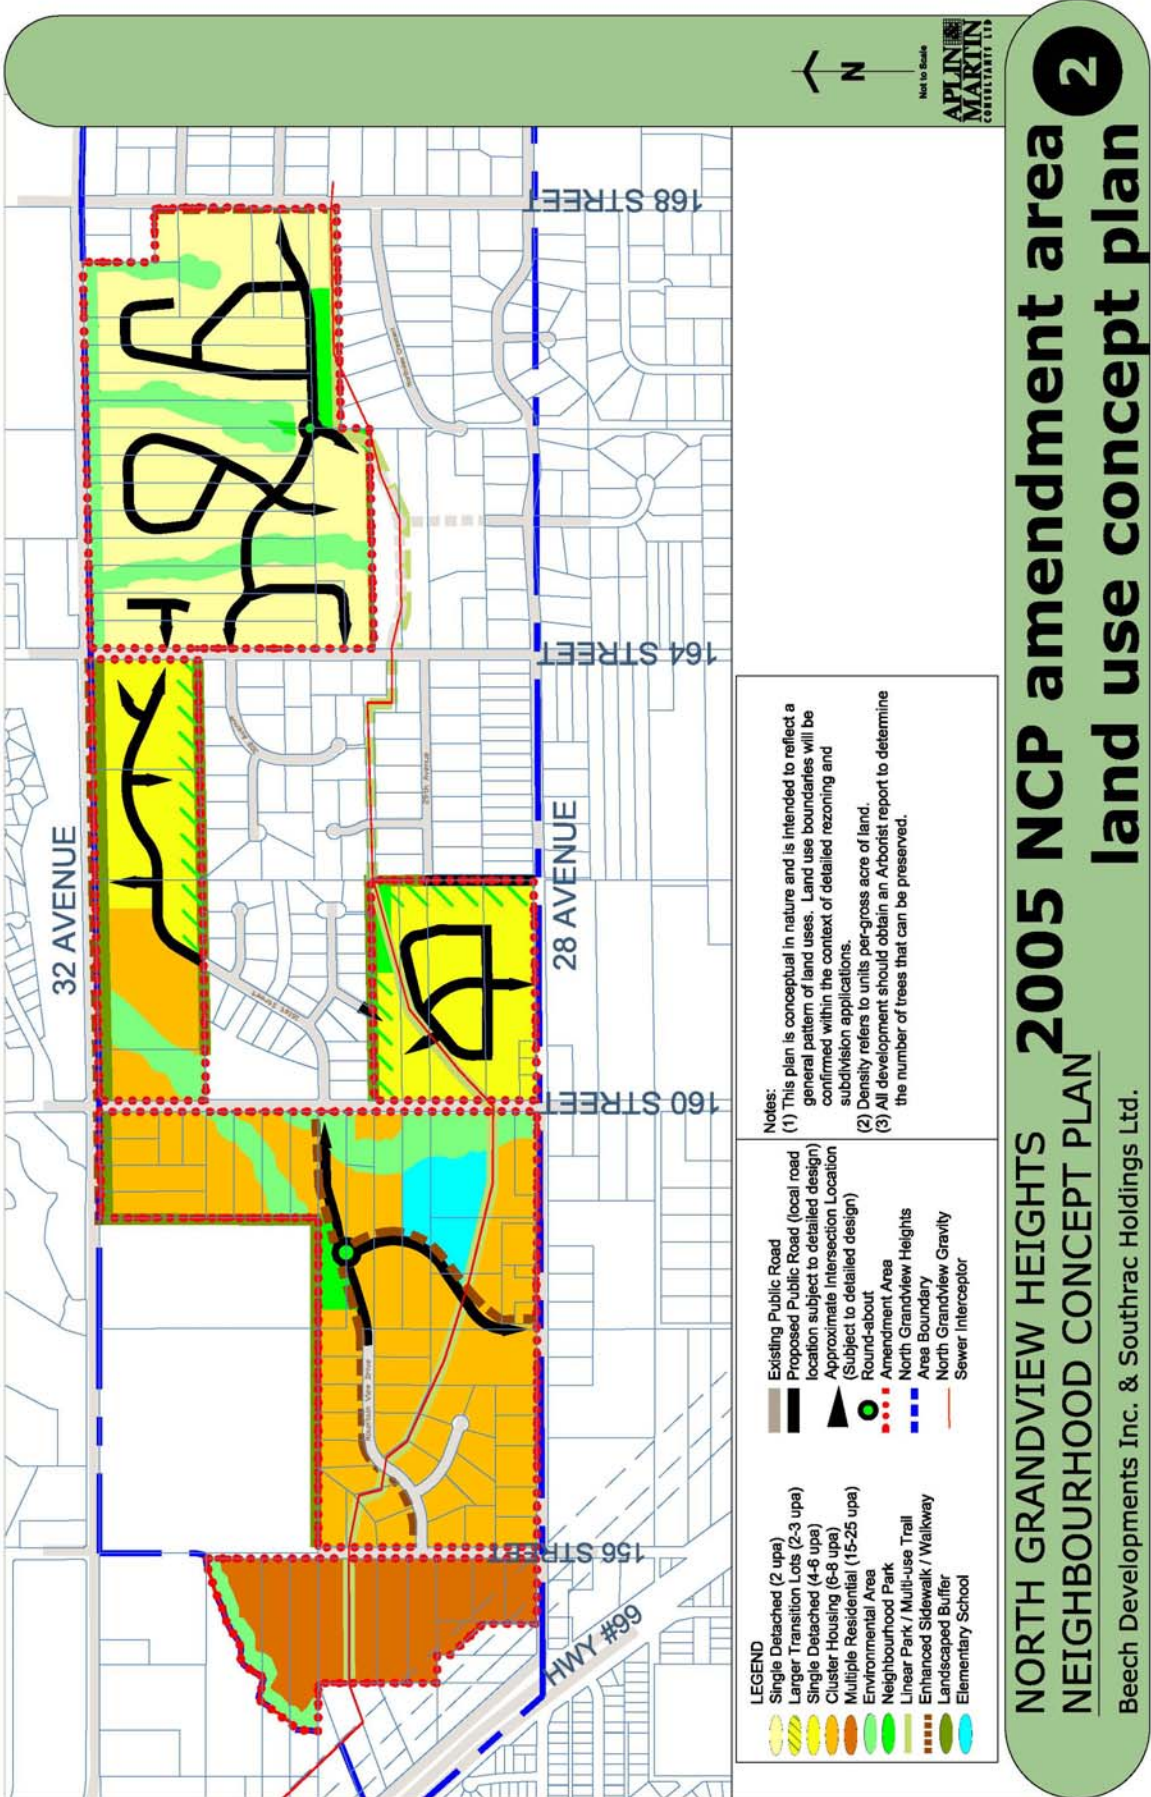 32 AVENUE
28 AVENUE
156 STREET
160 STREET
164 STREET
168 STREET
HWY #99
Mountain View Drive
29th Avenue
LEGEND
Single Detached (2 upa)
Larger Transition Lots (2-3 upa)
Single Detached (4-6 upa)
Cluster Housing (6-8 upa)
Multiple Residential (15-25 upa)
Environmental Area
Neighbourhood Park
Linear Park / Multi-use Trail
Enhanced Sidewalk / Walkway
Landscaped Buffer
Elementary School
Existing Public Road
Proposed Public Road (local road
location subject to detailed design)
Approximate Intersection Location
(Subject to detailed design)
Round-about
Amendment Area
North Grandview Heights
Area Boundary
North Grandview Gravity
Sewer Interceptor
Notes:
(1) This plan is conceptual in nature and is intended to reflect a
general pattern of land uses. Land use boundaries will be
confirmed within the context of detailed rezoning and
subdivision applications.
(2) Density refers to units per-gross acre of land.
(3) All development should obtain an Arborist report to determine
the number of trees that can be preserved.
N
Not to Scale
APLIN &
MARTIN
CONSULTANTS LTD
NORTH GRANDVIEW HEIGHTS
NEIGHBOURHOOD CONCEPT PLAN
Beech Developments Inc. & Southrac Holdings Ltd.
2005 NCP amendment area
land use concept plan
2